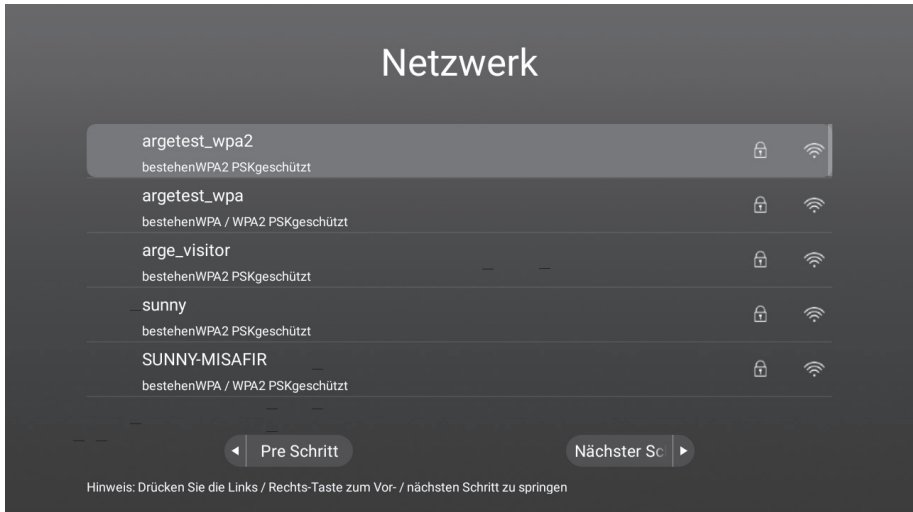 Netzwerk
argetest_wpa2
bestehenWPA2 PSKgeschützt
argetest_wpa
bestehenWPA / WPA2 PSKgeschützt
arge_visitor
bestehenWPA2 PSKgeschützt
sunny
bestehenWPA2 PSKgeschützt
SUNNY-MISAFIR
bestehenWPA / WPA2 PSKgeschützt
Pre Schritt
Nächster Sc
Hinweis: Drücken Sie die Links / Rechts-Taste zum Vor- / nächsten Schritt zu springen